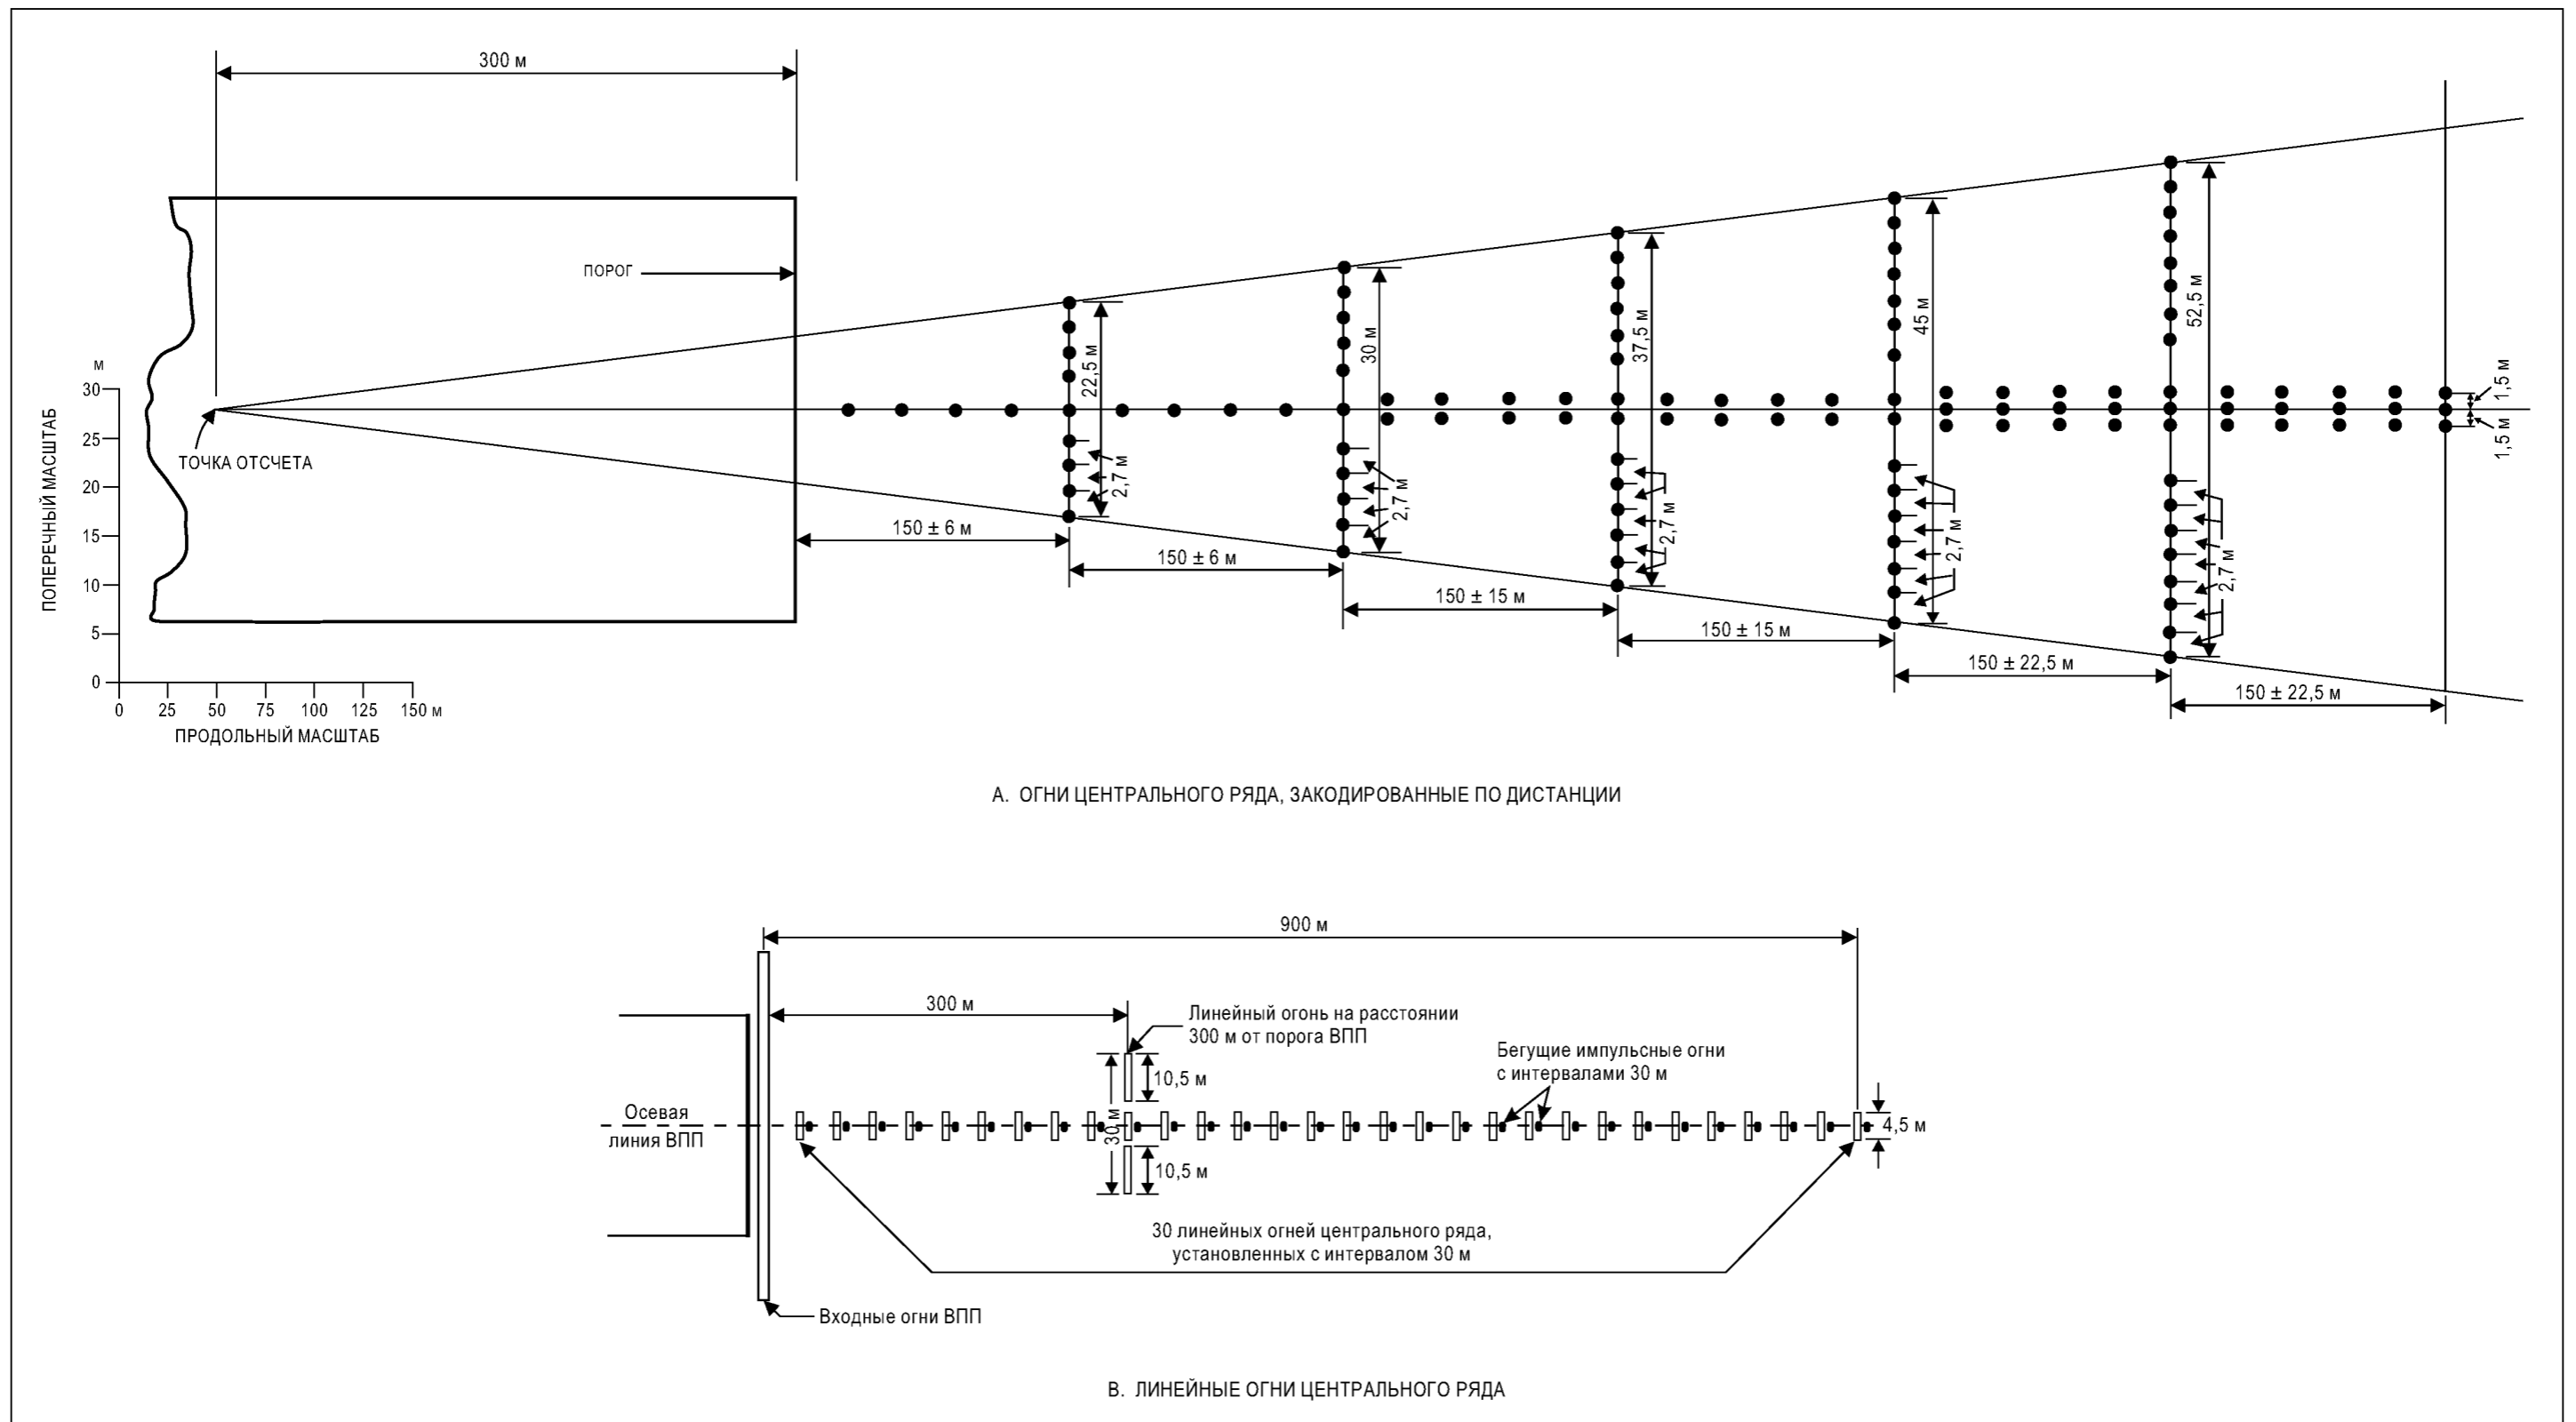 300 м
ПОРОГ
ТОЧКА ОТСЧЕТА
м
30
25
20
15
10
5
0
ПОПЕРЕЧНЫЙ МАСШТАБ
0 25 50 75 100 125 150 м
ПРОДОЛЬНЫЙ МАСШТАБ
22,5 м
30 м
37,5 м
45 м
52,5 м
2,7 м
2,7 м
2,7 м
2,7 м
2,7 м
1,5 м
1,5 м
150 ± 6 м
150 ± 6 м
150 ± 15 м
150 ± 15 м
150 ± 22,5 м
150 ± 22,5 м
А. ОГНИ ЦЕНТРАЛЬНОГО РЯДА, ЗАКОДИРОВАННЫЕ ПО ДИСТАНЦИИ
900 м
300 м
Линейный огонь на расстоянии
300 м от порога ВПП
Бегущие импульсные огни
с интервалами 30 м
10,5 м
30 м
10,5 м
Осевая
линия ВПП
4,5 м
30 линейных огней центрального ряда,
установленных с интервалом 30 м
Входные огни ВПП
В. ЛИНЕЙНЫЕ ОГНИ ЦЕНТРАЛЬНОГО РЯДА